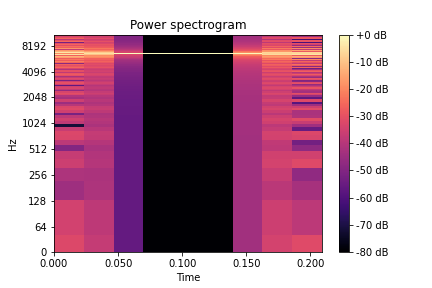 Power spectrogram
Hz
8192
4096
2048
1024
512
256
128
64
0
0.000 0.050 0.100 0.150 0.200
Time
+0 dB
-10 dB
-20 dB
-30 dB
-40 dB
-50 dB
-60 dB
-70 dB
-80 dB